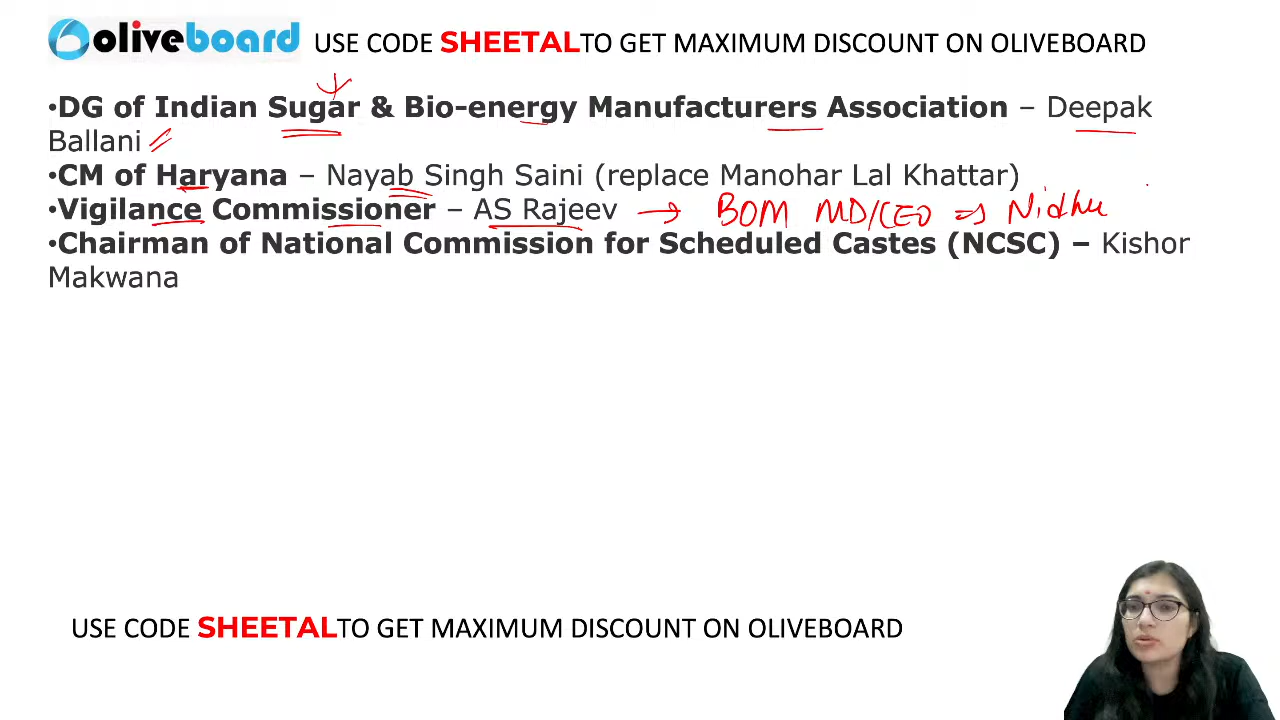 oliveboard USE CODE SHEETAL TO GET MAXIMUM DISCOUNT ON OLIVEBOARD
•DG of Indian Sugar & Bio-energy Manufacturers Association – Deepak
Ballani
•CM of Haryana – Nayab Singh Saini (replace Manohar Lal Khattar)
•Vigilance Commissioner – AS Rajeev → BOM MD/CEO ⇒ Nidhu
•Chairman of National Commission for Scheduled Castes (NCSC) – Kishor
Makwana
USE CODE SHEETAL TO GET MAXIMUM DISCOUNT ON OLIVEBOARD